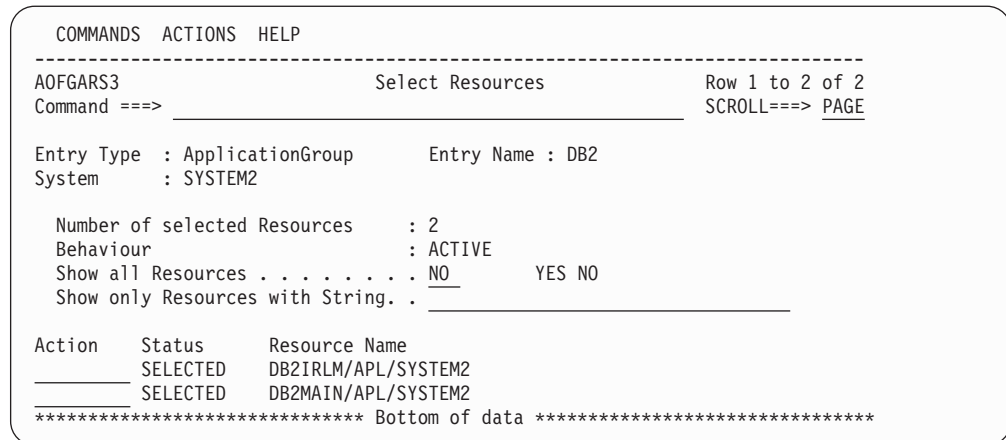 COMMANDS ACTIONS HELP
-------------------------------------------------------------------------------
AOFGARS3 Select Resources Row 1 to 2 of 2
Command ===> SCROLL===> PAGE
Entry Type : ApplicationGroup Entry Name : DB2
System : SYSTEM2
Number of selected Resources : 2
Behaviour : ACTIVE
Show all Resources . . . . . . . . NO YES NO
Show only Resources with String. .
Action Status Resource Name
SELECTED DB2IRLM/APL/SYSTEM2
SELECTED DB2MAIN/APL/SYSTEM2
******************************* Bottom of data ********************************